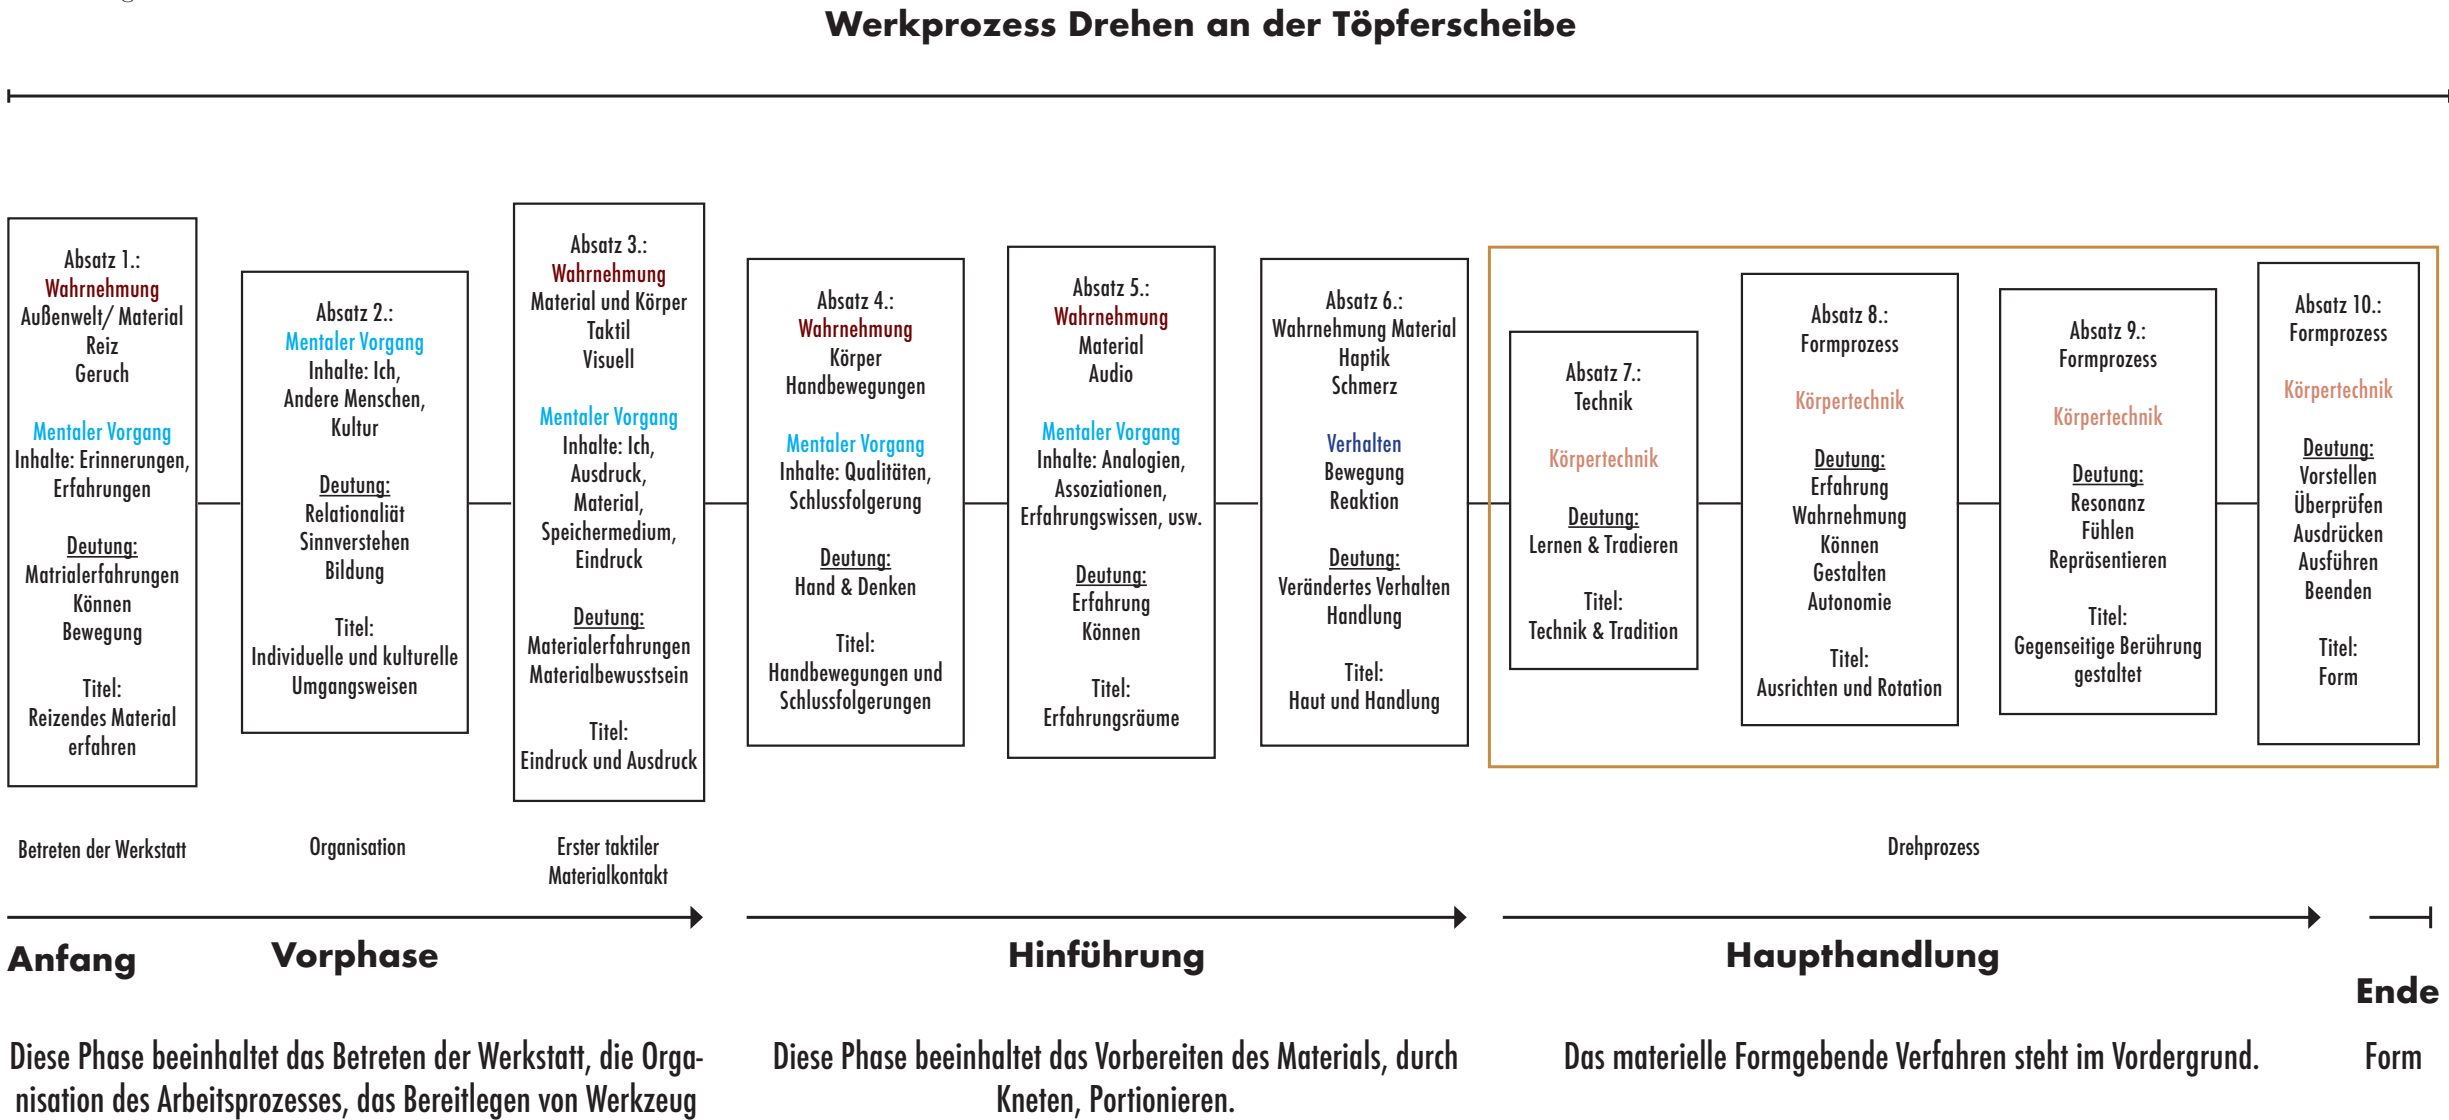 Werkprozess Drehen an der Töpferscheibe
Absatz 1.:
Wahrnehmung
Außenwelt/ Material
Reiz
Geruch
Mentaler Vorgang
Inhalte: Erinnerungen,
Erfahrungen
Deutung:
Matrialerfahrungen
Können
Bewegung
Titel:
Reizendes Material
erfahren
Absatz 2.:
Mentaler Vorgang
Inhalte: Ich,
Andere Menschen,
Kultur
Deutung:
Relationaliät
Sinnverstehen
Bildung
Titel:
Individuelle und kulturelle
Umgangsweisen
Absatz 3.:
Wahrnehmung
Material und Körper
Taktil
Visuell
Mentaler Vorgang
Inhalte: Ich,
Ausdruck,
Material,
Speichermedium,
Eindruck
Deutung:
Materialerfahrungen
Materialbewusstsein
Titel:
Eindruck und Ausdruck
Absatz 4.:
Wahrnehmung
Körper
Handbewegungen
Mentaler Vorgang
Inhalte: Qualitäten,
Schlussfolgerung
Deutung:
Hand & Denken
Titel:
Handbewegungen und
Schlussfolgerungen
Absatz 5.:
Wahrnehmung
Material
Audio
Mentaler Vorgang
Inhalte: Analogien,
Assoziationen,
Erfahrungswissen, usw.
Deutung:
Erfahrung
Können
Titel:
Erfahrungsräume
Absatz 6.:
Wahrnehmung Material
Haptik
Schmerz
Verhalten
Bewegung
Reaktion
Deutung:
Verändertes Verhalten
Handlung
Titel:
Haut und Handlung
Absatz 7.:
Technik
Körpertechnik
Deutung:
Lernen & Tradieren
Titel:
Technik & Tradition
Absatz 8.:
Formprozess
Körpertechnik
Deutung:
Erfahrung
Wahrnehmung
Können
Gestalten
Autonomie
Titel:
Ausrichten und Rotation
Absatz 9.:
Formprozess
Körpertechnik
Deutung:
Resonanz
Fühlen
Repräsentieren
Titel:
Gegenseitige Berührung
gestaltet
Absatz 10.:
Formprozess
Körpertechnik
Deutung:
Vorstellen
Überprüfen
Ausdrücken
Ausführen
Beenden
Titel:
Form
Betreten der Werkstatt
Organisation
Erster taktiler
Materialkontakt
Drehprozess
Anfang
Vorphase
Hinführung
Haupthandlung
Ende
Diese Phase beeinhaltet das Betreten der Werkstatt, die Orga-
nisation des Arbeitsprozesses, das Bereitlegen von Werkzeug
Diese Phase beeinhaltet das Vorbereiten des Materials, durch
Kneten, Portionieren.
Das materielle Formgebende Verfahren steht im Vordergrund.
Form